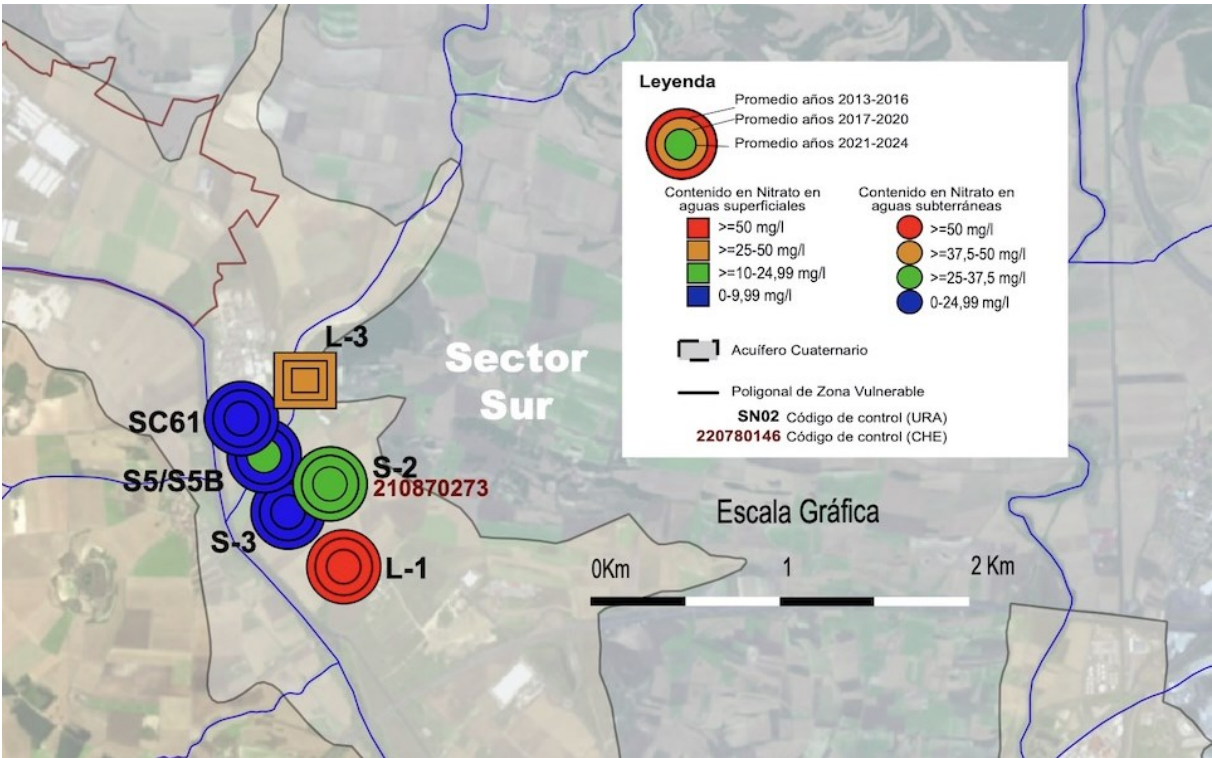 Leyenda
Promedio años 2013-2016
Promedio años 2017-2020
Promedio años 2021-2024
Contenido en Nitrato en
aguas superficiales
>=50 mg/l
>=25-50 mg/l
>=10-24,99 mg/l
0-9,99 mg/l
Contenido en Nitrato en
aguas subterráneas
>=50 mg/l
>=37,5-50 mg/l
>=25-37,5 mg/l
0-24,99 mg/l
Acuífero Cuaternario
Poligonal de Zona Vulnerable
SN02 Código de control (URA)
220780146 Código de control (CHE)
L-3
Sector
Sur
SC61
S5/S5B
S-2
210870273
S-3
L-1
Escala Gráfica
0Km 1 2 Km